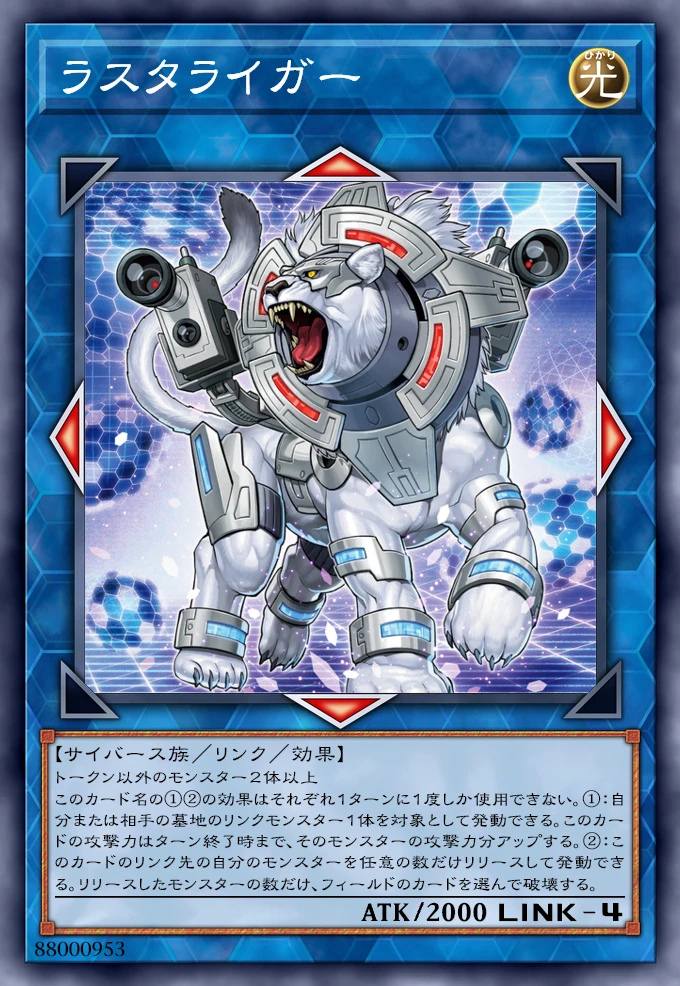 ラスタライガー
ひかり
光
【サイバース族／リンク／効果】
トークン以外のモンスター２体以上
このカード名の①②の効果はそれぞれ１ターンに１度しか使用できない。①：自
分または相手の墓地のリンクモンスター１体を対象として発動できる。このカー
ドの攻撃力はターン終了時まで、そのモンスターの攻撃力分アップする。②：こ
のカードのリンク先の自分のモンスターを任意の数だけリリースして発動でき
る。リリースしたモンスターの数だけ、フィールドのカードを選んで破壊する。
ATK/2000 LINK-4
88000953